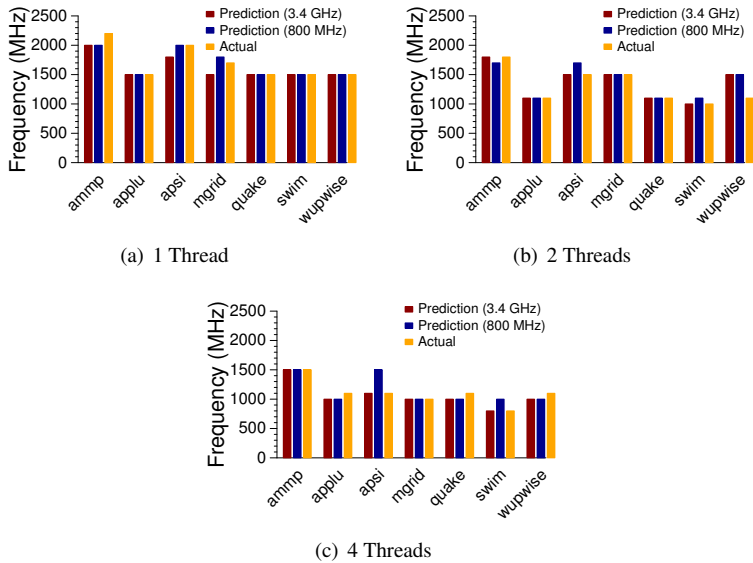 Prediction (3.4 GHz)
Prediction (800 MHz)
Actual
Frequency (MHz)
2500
2000
1500
1000
500
0
ammp
applu
apsi
mgrid
quake
swim
wupwise
(a) 1 Thread
Prediction (3.4 GHz)
Prediction (800 MHz)
Actual
Frequency (MHz)
2500
2000
1500
1000
500
0
ammp
applu
apsi
mgrid
quake
swim
wupwise
(b) 2 Threads
Prediction (3.4 GHz)
Prediction (800 MHz)
Actual
Frequency (MHz)
2500
2000
1500
1000
500
0
ammp
applu
apsi
mgrid
quake
swim
wupwise
(c) 4 Threads